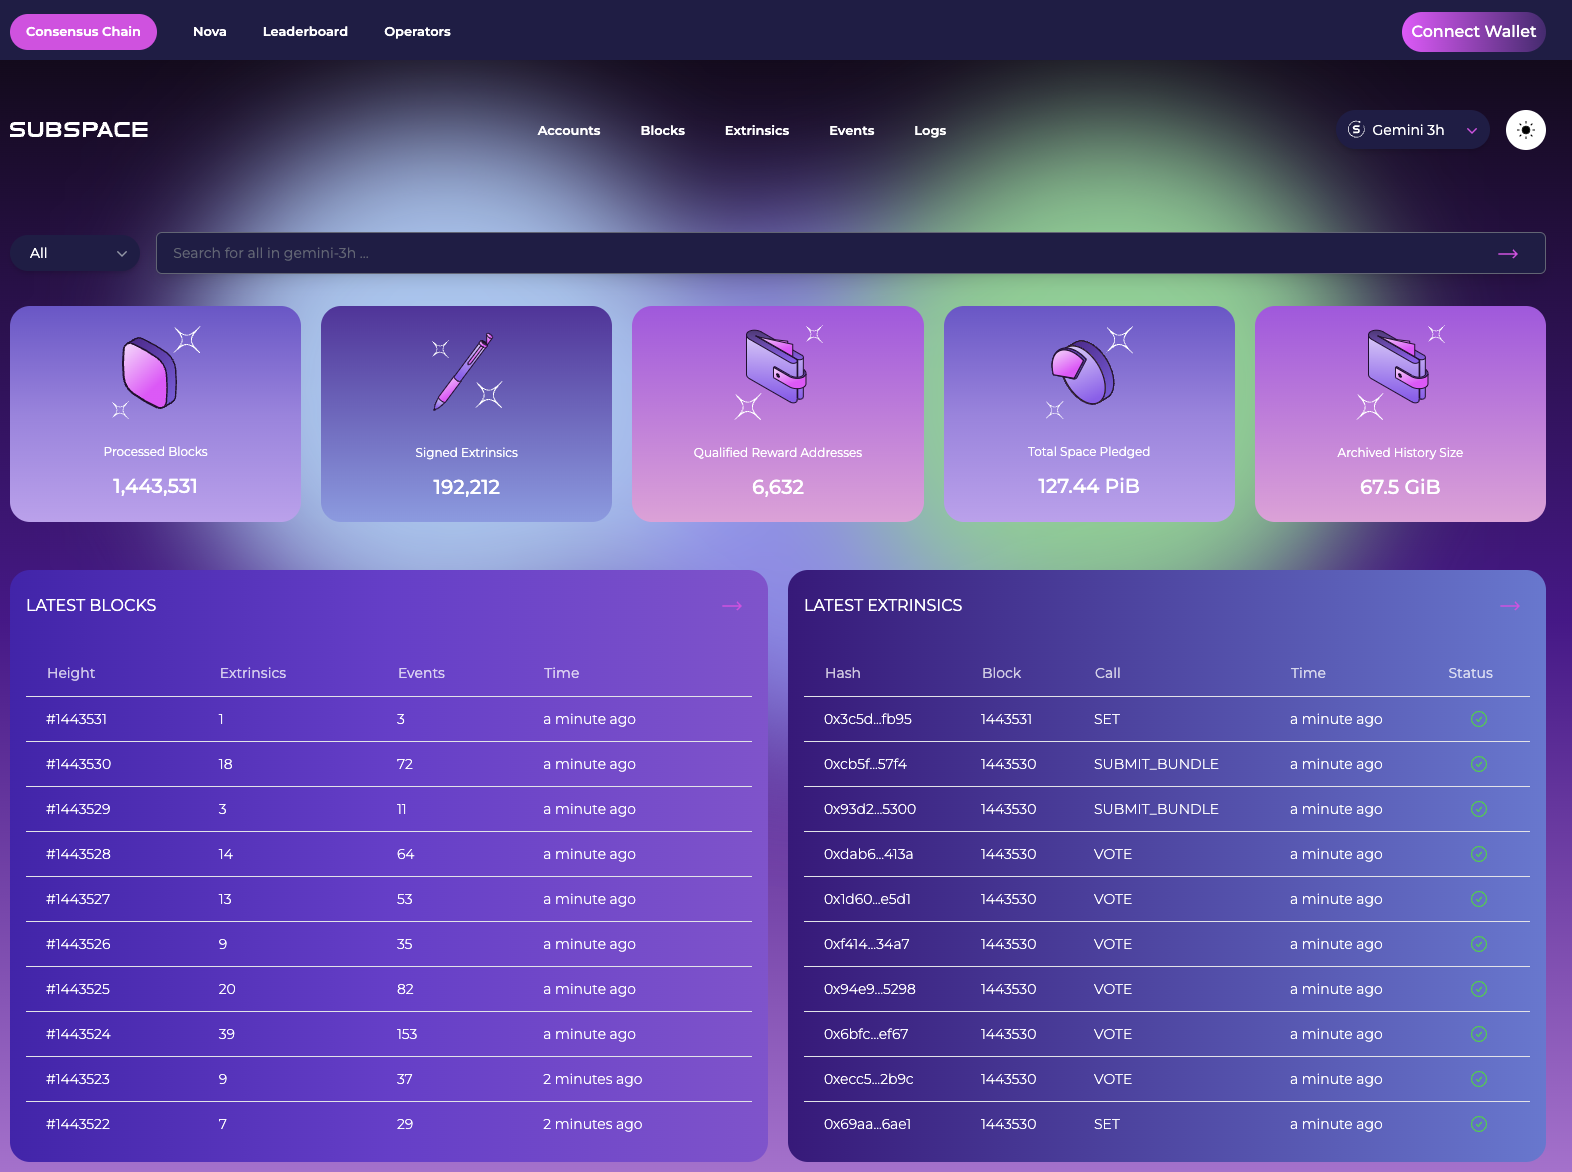 Consensus Chain Nova Leaderboard Operators Connect Wallet
SUBSPACE Accounts Blocks Extrinsics Events Logs Gemini 3h
All Search for all in gemini-3h ...
Processed Blocks Signed Extrinsics Qualified Reward Addresses Total Space Pledged Archived History Size
1,443,531 192,212 6,632 127.44 PiB 67.5 GiB
LATEST BLOCKS
Height Extrinsics Events Time
#1443531 1 3 a minute ago
#1443530 18 72 a minute ago
#1443529 3 11 a minute ago
#1443528 14 64 a minute ago
#1443527 13 53 a minute ago
#1443526 9 35 a minute ago
#1443525 20 82 a minute ago
#1443524 39 153 a minute ago
#1443523 9 37 2 minutes ago
#1443522 7 29 2 minutes ago
LATEST EXTRINSICS
Hash Block Call Time Status
0x3c5d...fb95 1443531 SET a minute ago
0xcb5f...57f4 1443530 SUBMIT_BUNDLE a minute ago
0x93d2...5300 1443530 SUBMIT_BUNDLE a minute ago
0xdab6...413a 1443530 VOTE a minute ago
0x1d60...e5d1 1443530 VOTE a minute ago
0xf414...34a7 1443530 VOTE a minute ago
0x94e9...5298 1443530 VOTE a minute ago
0x6bfc...ef67 1443530 VOTE a minute ago
0xecc5...2b9c 1443530 VOTE a minute ago
0x69aa...6ae1 1443530 SET a minute ago